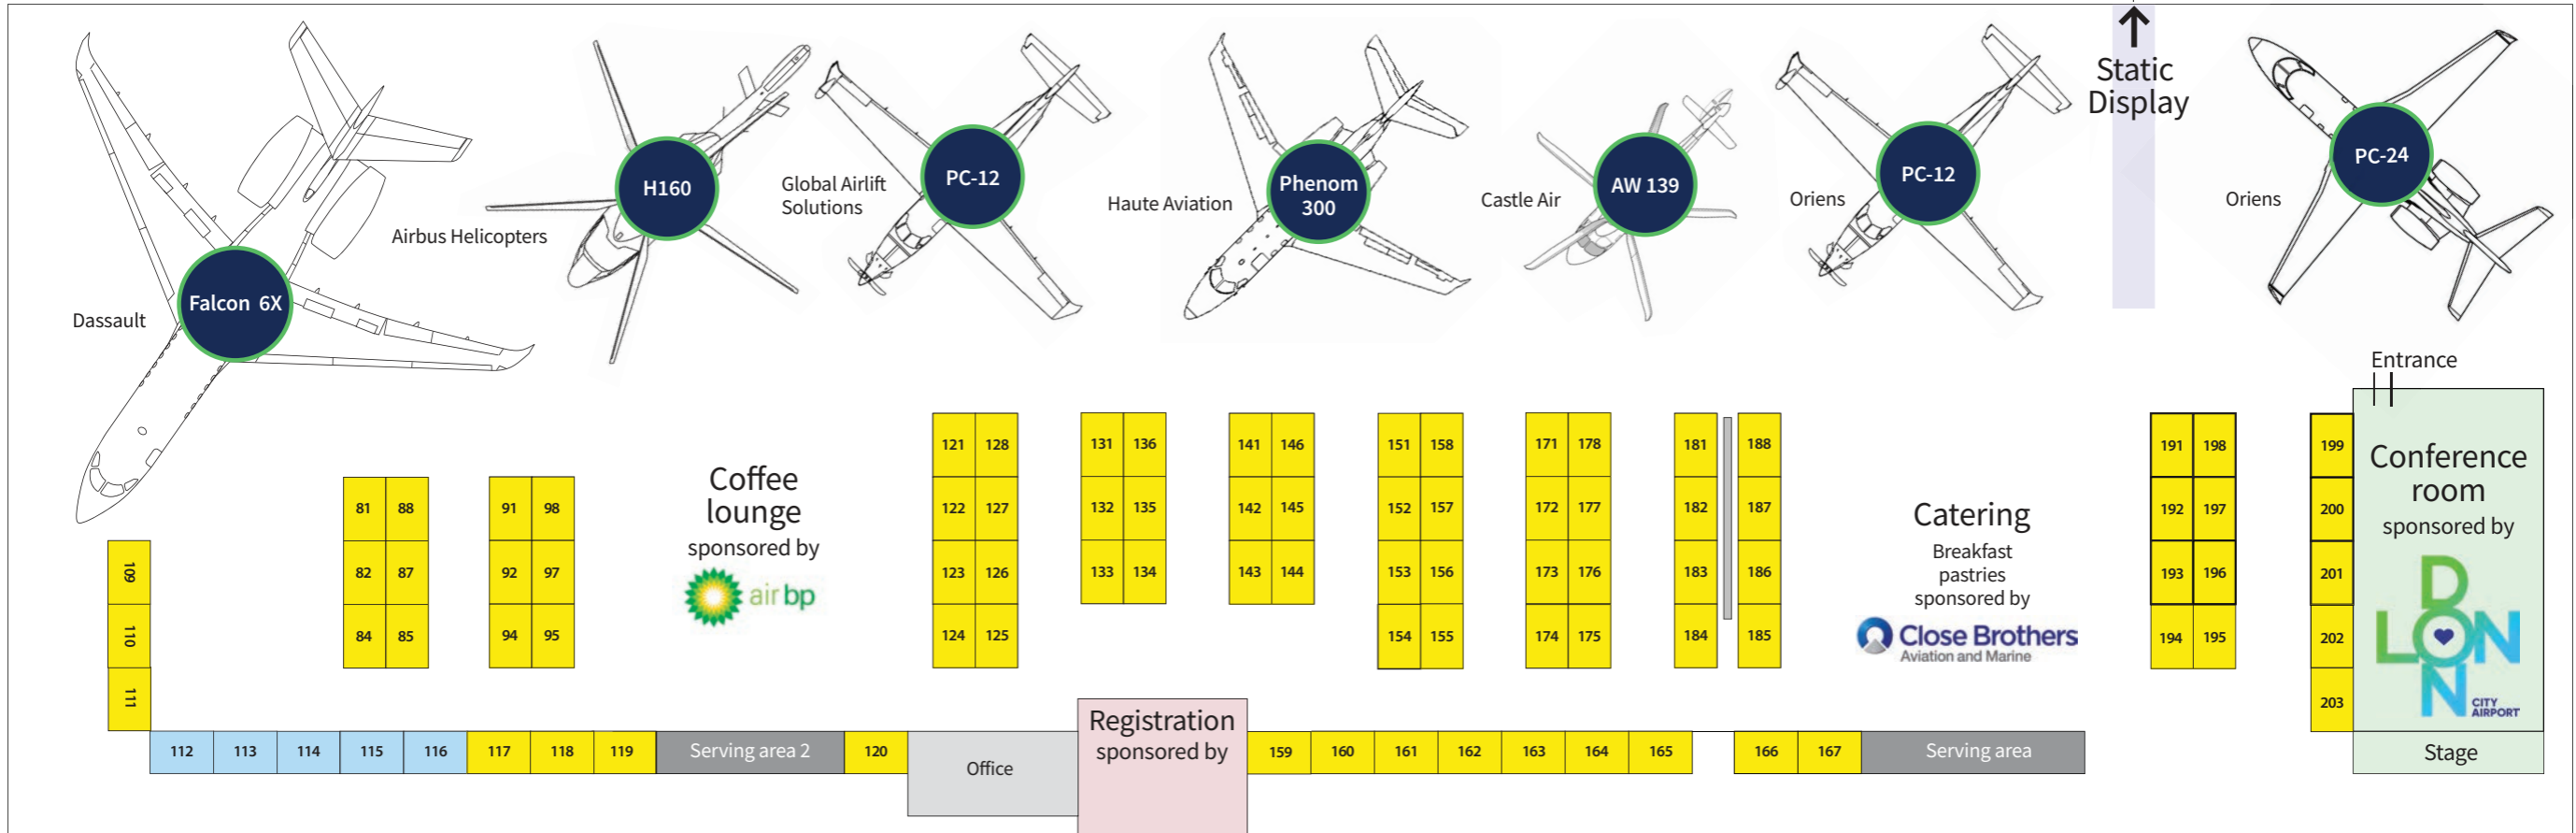 Static
Display
Falcon 6X
Dassault
H160
Airbus Helicopters
PC-12
Global Airlift
Solutions
Phenom
300
Haute Aviation
AW 139
Castle Air
PC-12
Oriens
PC-24
Oriens
Entrance
109
110
111
81 88
82 87
84 85
91 98
92 97
94 95
Coffee
lounge
sponsored by
air bp
121 128
122 127
123 126
124 125
131 136
132 135
133 134
141 146
142 145
143 144
151 158
152 157
153 156
154 155
171 178
172 177
173 176
174 175
181 188
182 187
183 186
184 185
Catering
Breakfast
pastries
sponsored by
Close Brothers
Aviation and Marine
191 198
192 197
193 196
194 195
199
200
201
202
203
Conference
room
sponsored by
LONDON
CITY
AIRPORT
Stage
112 113 114 115 116 117 118 119 Serving area 2 120
Office
Registration
sponsored by
159 160 161 162 163 164 165 166 167 Serving area